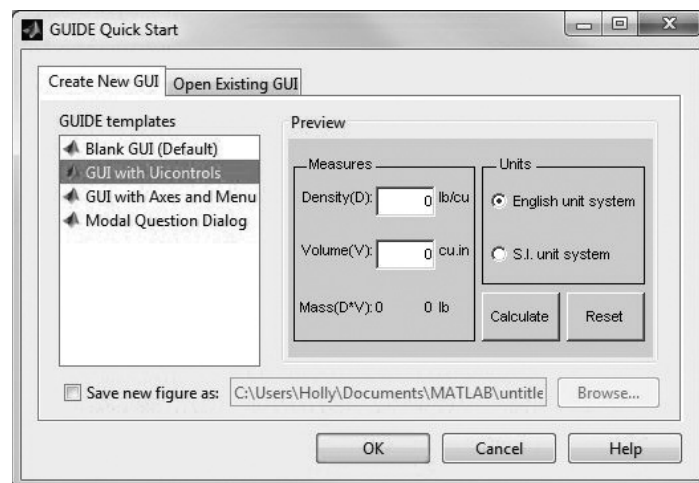 GUIDE Quick Start
Create New GUI
Open Existing GUI
GUIDE templates
Blank GUI (Default)
GUI with Uicontrols
GUI with Axes and Menu
Modal Question Dialog
Preview
Measures
Density(D): 0 lb/cu
Volume(V): 0 cu.in
Mass(D*V): 0 0 lb
Units
English unit system
S.I. unit system
Calculate
Reset
Save new figure as: C:\Users\Holly\Documents\MATLAB\untitle
Browse...
OK
Cancel
Help